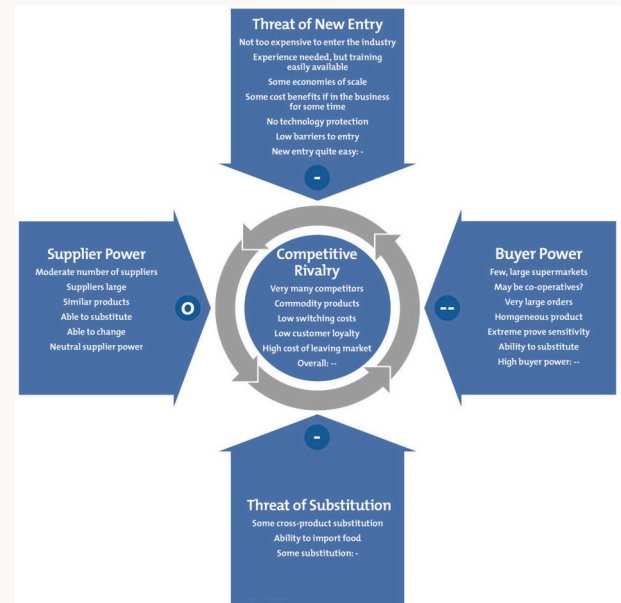 Threat of New Entry
Not too expensive to enter the industry
Experience needed, but training
easily available
Some economies of scale
Some cost benefits if in the business
for some time
No technology protection
Low barriers to entry
New entry quite easy: -
-
Supplier Power
Moderate number of suppliers
Suppliers large
Similar products
Able to substitute
Able to change
Neutral supplier power
O
Competitive
Rivalry
Very many competitors
Commodity products
Low switching costs
Low customer loyalty
High cost of leaving market
Overall: --
--
Buyer Power
Few, large supermarkets
May be co-operatives?
Very large orders
Homgeneous product
Extreme prove sensitivity
Ability to substitute
High buyer power: --
-
Threat of Substitution
Some cross-product substitution
Ability to import food
Some substitution: -